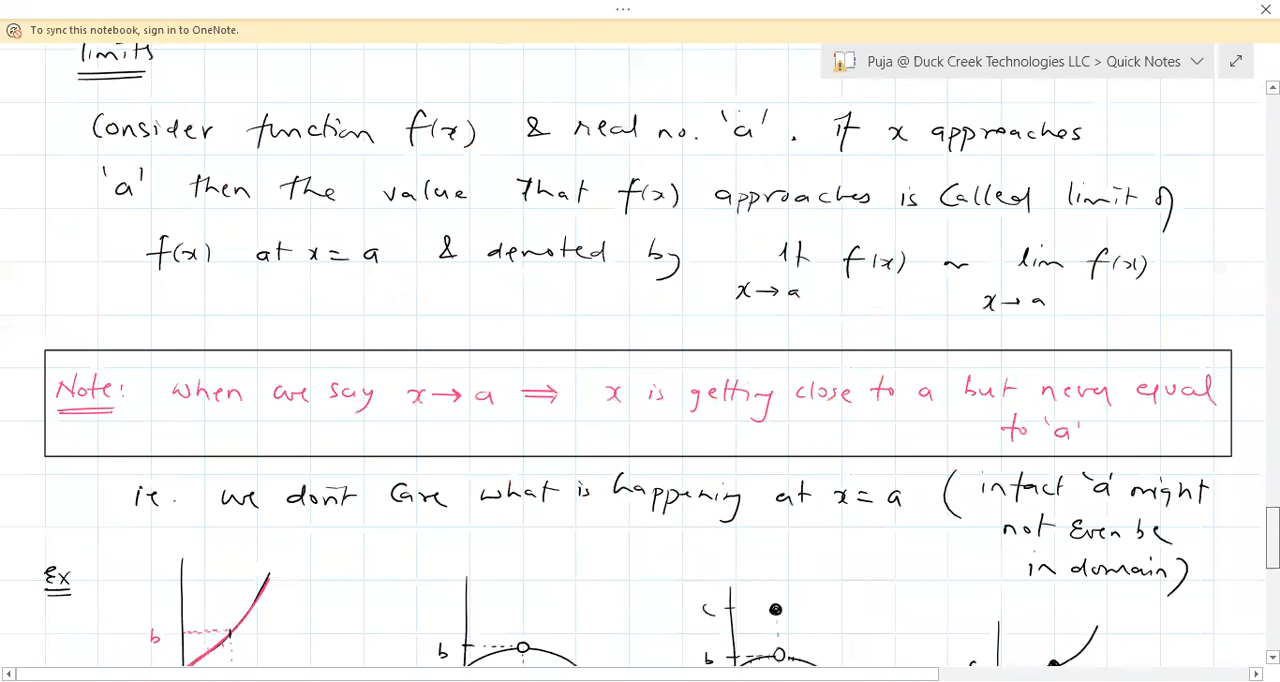 To sync this notebook, sign in to OneNote.
limits
Puja @ Duck Creek Technologies LLC > Quick Notes
Consider function f(x) & real no. 'a'. if x approaches
'a' then the value that f(x) approaches is called limit of
f(x) at x = a & denoted by lt f(x) or lim f(x)
x→a x→a
Note: when we say x→a ⇒ x is getting close to a but never equal
to 'a'
ie. we don't care what is happening at x = a (infact 'a' might
not even be
in domain)
Ex
b
b
c
b
c